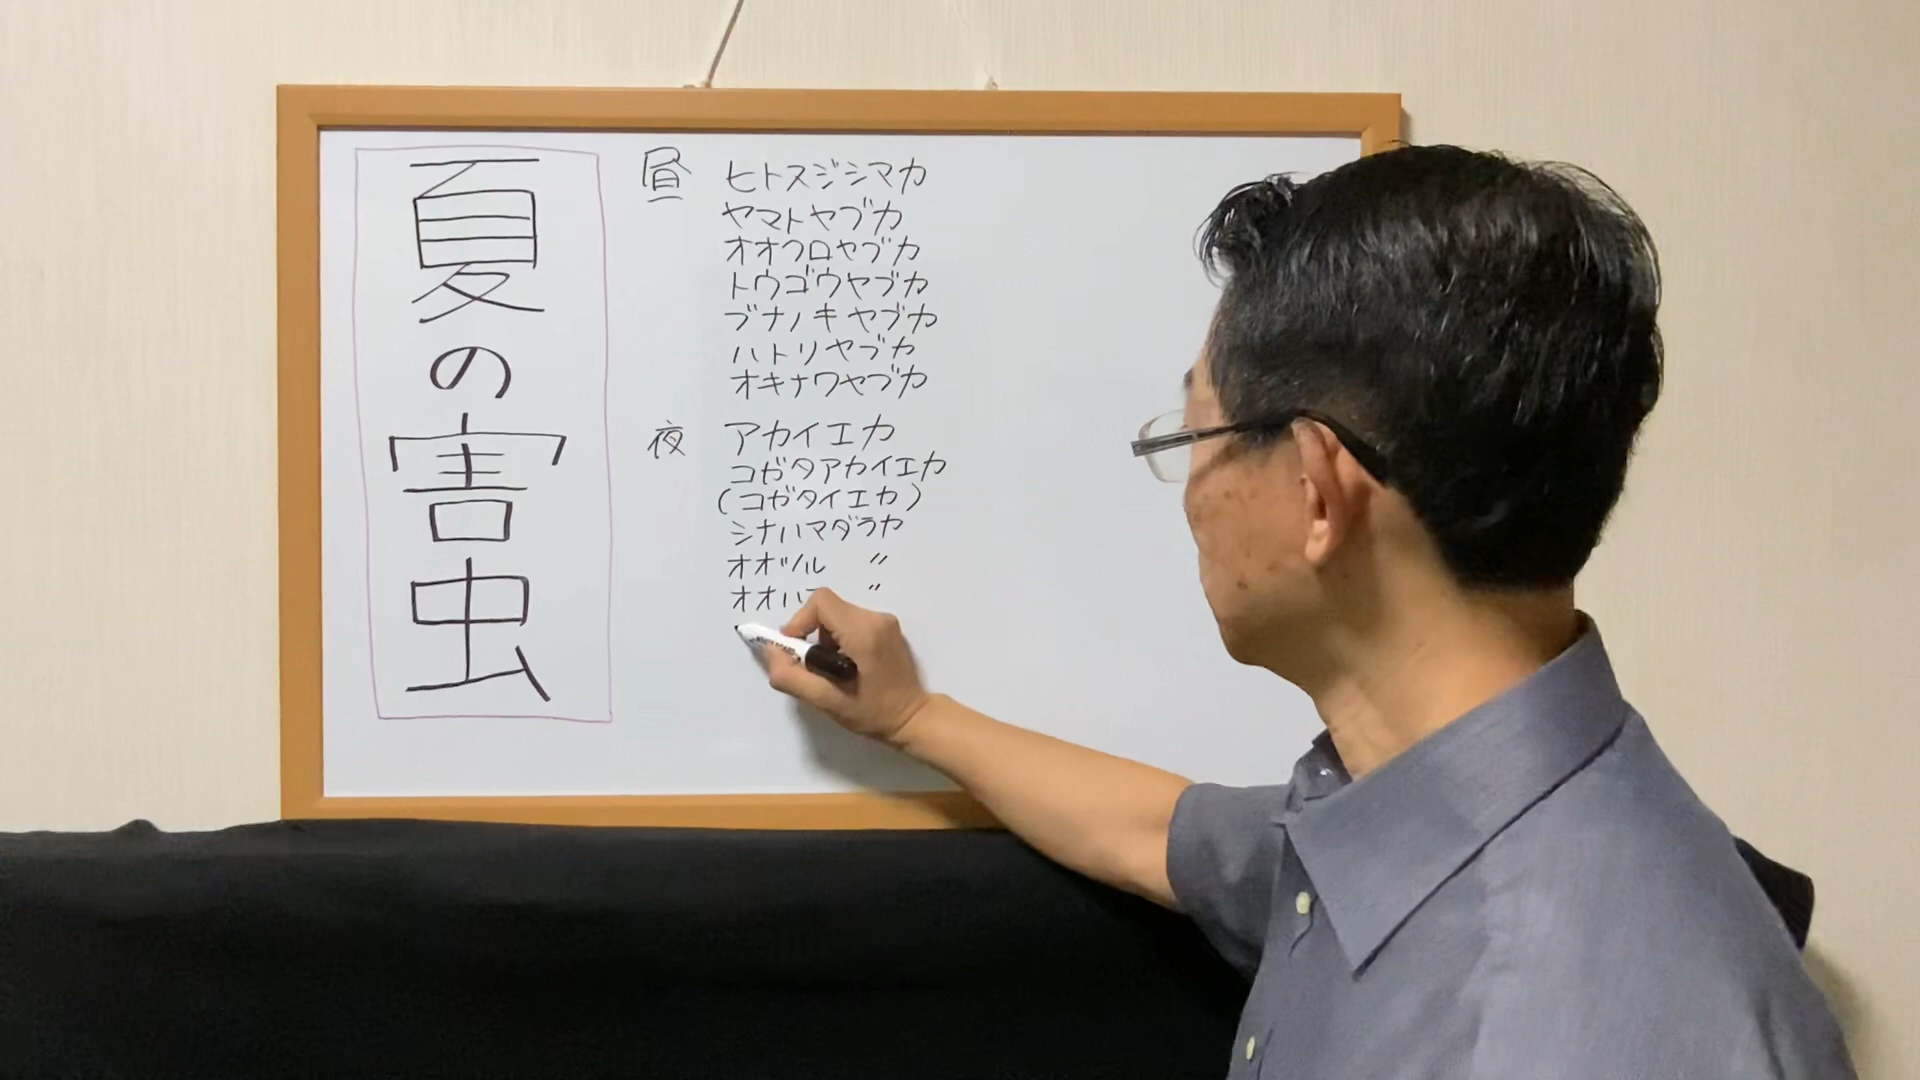 夏の害虫
昼 ヒトスジシマカ
ヤマトヤブカ
オオクロヤブカ
トウゴウヤブカ
ブナノキヤブカ
ハトリヤブカ
オキナワヤブカ
夜 アカイエカ
コガタアカイエカ
(コガタイエカ)
シナハマダラカ
オオツル 〃
オオハマ 〃